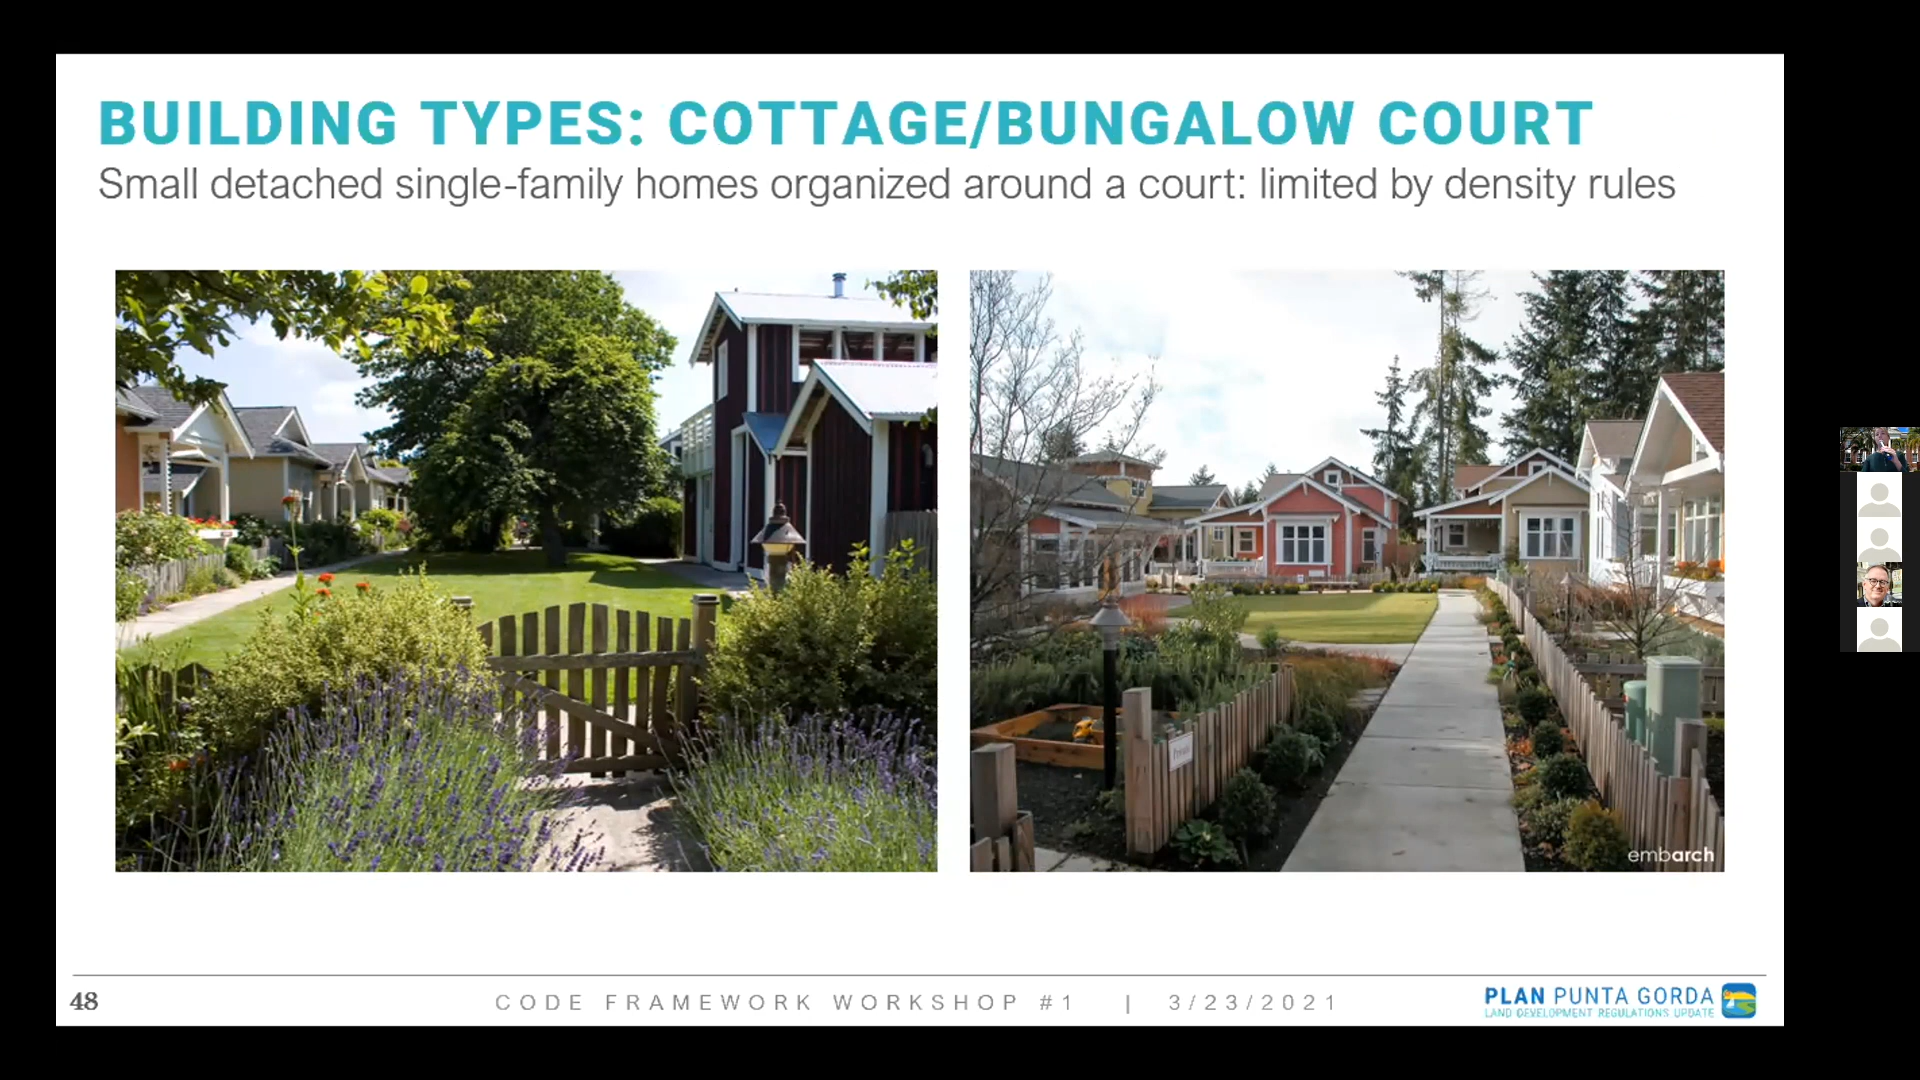 BUILDING TYPES: COTTAGE/BUNGALOW COURT
Small detached single-family homes organized around a court: limited by density rules
Private
embarch
48
CODE FRAMEWORK WORKSHOP #1 | 3/23/2021
PLAN PUNTA GORDA
LAND DEVELOPMENT REGULATIONS UPDATE